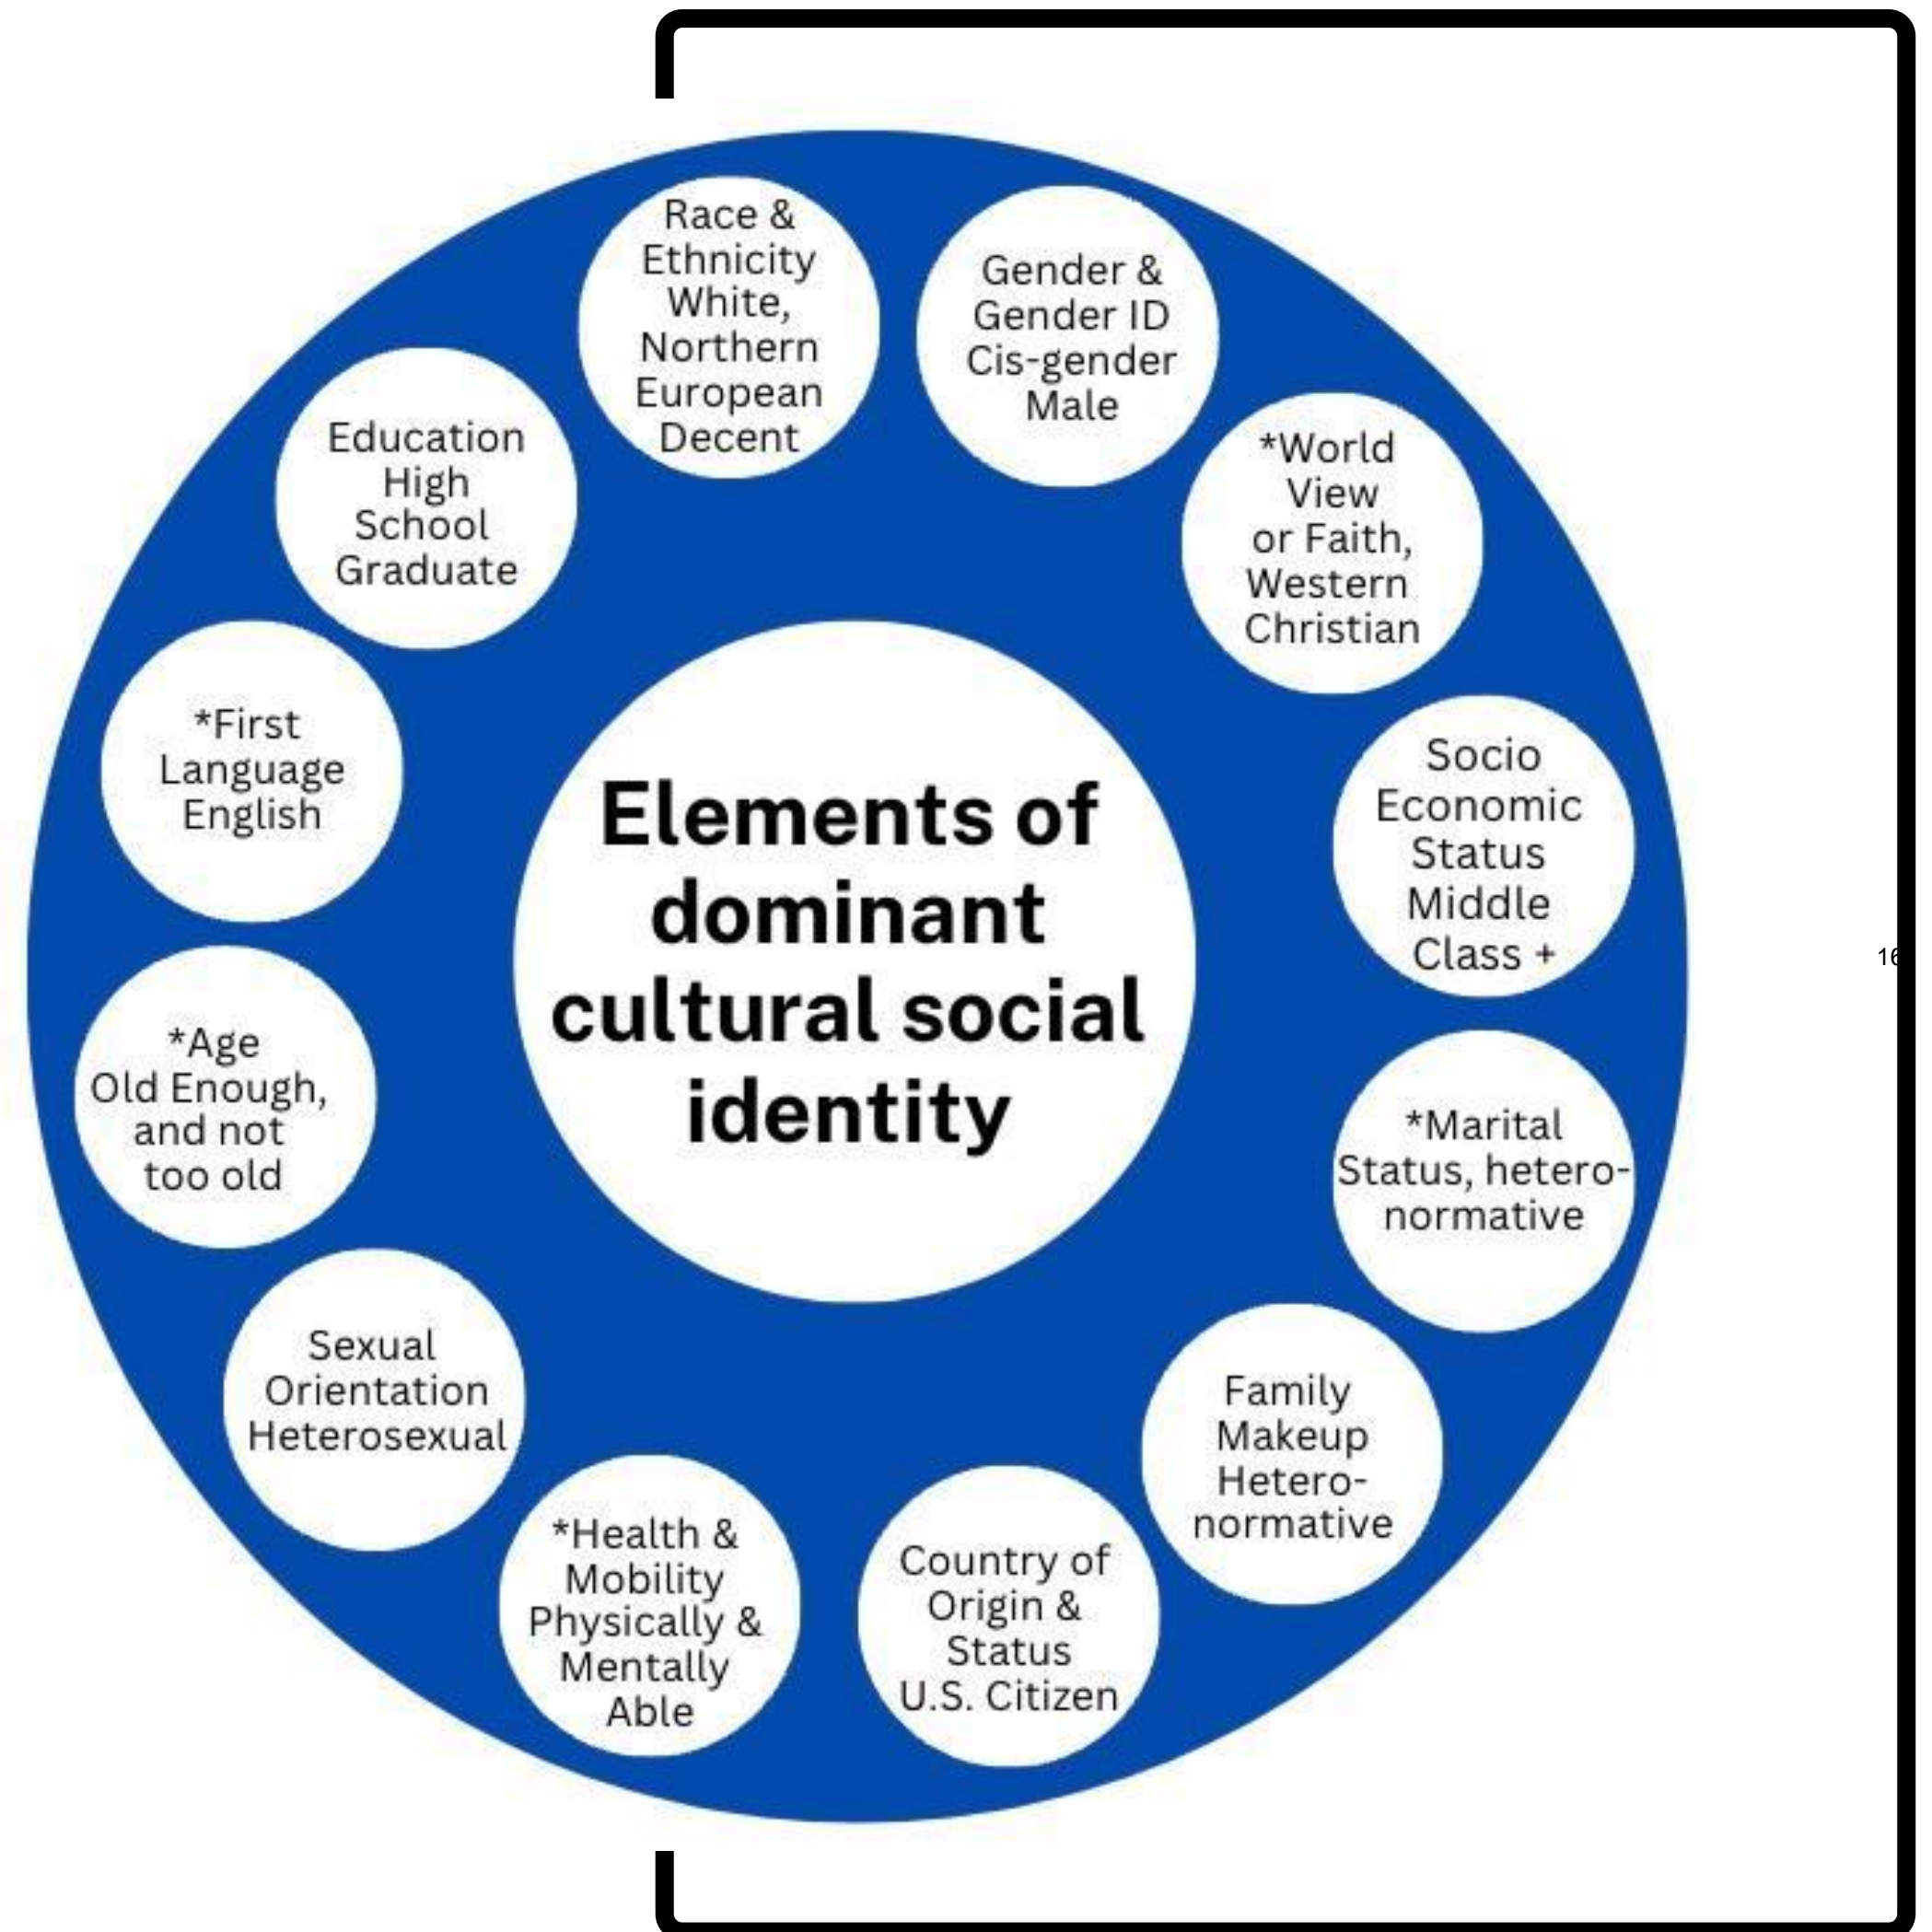 Race &
Ethnicity
White,
Northern
European
Decent
Gender &
Gender ID
Cis-gender
Male
*World
View
or Faith,
Western
Christian
Socio
Economic
Status
Middle
Class +
*Marital
Status, hetero-
normative
Family
Makeup
Hetero-
normative
Country of
Origin &
Status
U.S. Citizen
*Health &
Mobility
Physically &
Mentally
Able
Sexual
Orientation
Heterosexual
*Age
Old Enough,
and not
too old
*First
Language
English
Education
High
School
Graduate
Elements of
dominant
cultural social
identity
16